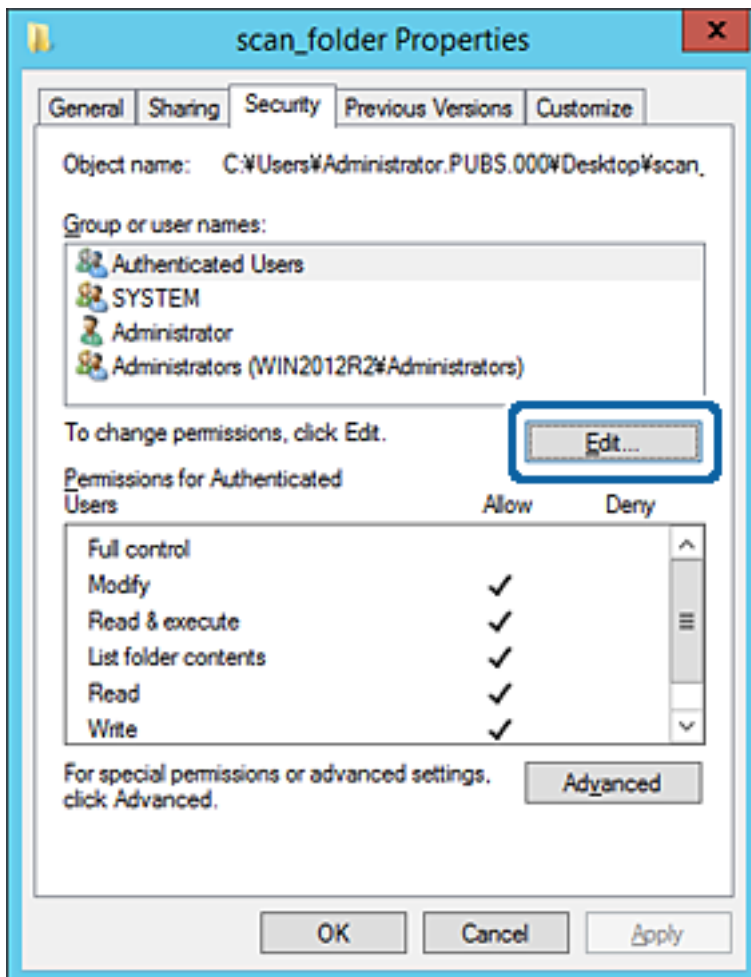 scan_folder Properties
x
General Sharing Security Previous Versions Customize
Object name: C:¥Users¥Administrator.PUBS.000¥Desktop¥scan_
Group or user names:
Authenticated Users
SYSTEM
Administrator
Administrators (WIN2012R2¥Administrators)
To change permissions, click Edit.
Edit...
Permissions for Authenticated
Users Allow Deny
Full control
Modify
Read & execute
List folder contents
Read
Write
For special permissions or advanced settings,
click Advanced.
Advanced
OK Cancel Apply